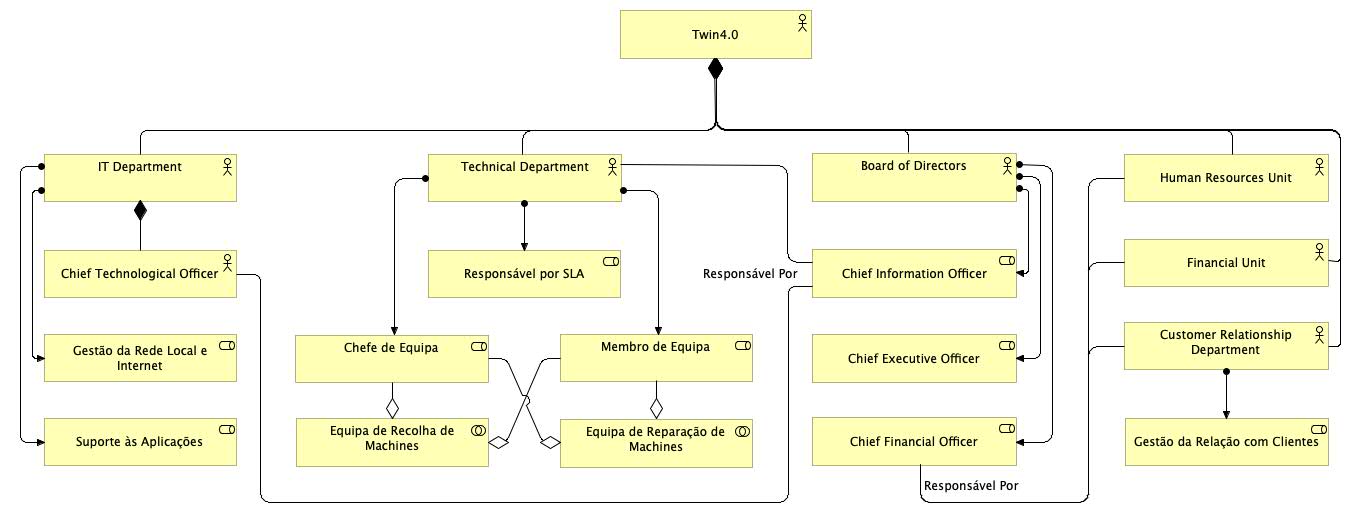 Twin4.0
IT Department
Technical Department
Board of Directors
Human Resources Unit
Chief Technological Officer
Responsável por SLA
Responsável Por
Chief Information Officer
Financial Unit
Gestão da Rede Local e
Internet
Chefe de Equipa
Membro de Equipa
Chief Executive Officer
Customer Relationship
Department
Suporte às Aplicações
Equipa de Recolha de
Machines
Equipa de Reparação de
Machines
Chief Financial Officer
Gestão da Relação com Clientes
Responsável Por